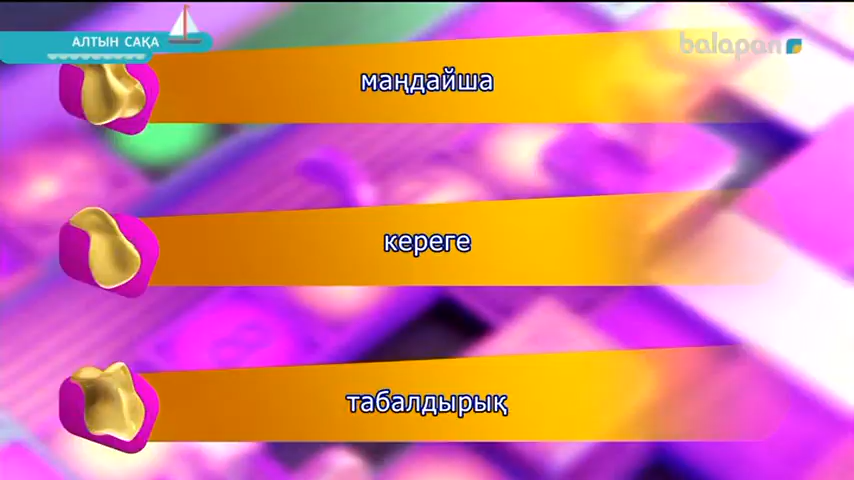 АЛТЫН САҚА
balapan
маңдайша
кереге
табалдырық